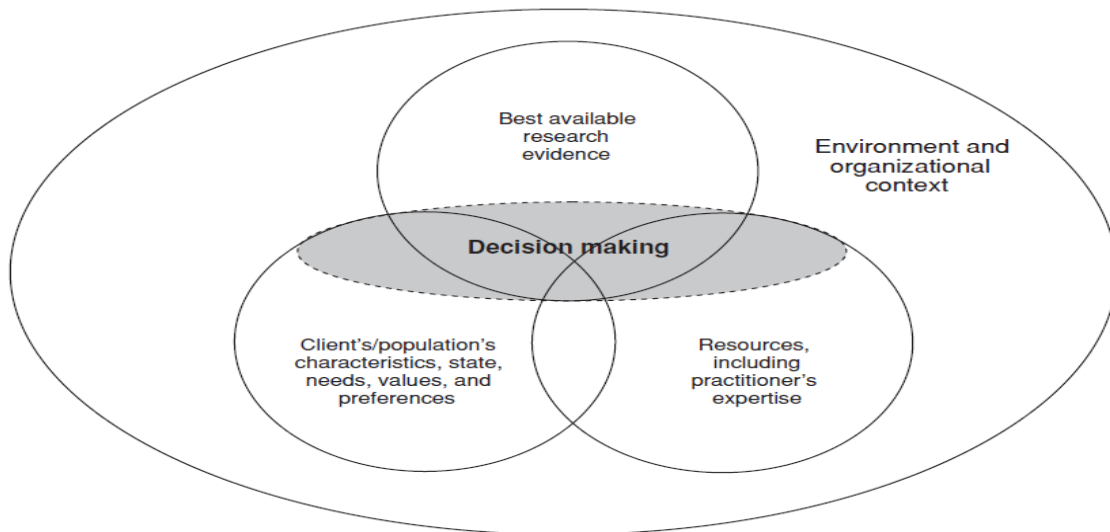 Best available
research
evidence
Environment and
organizational
context
Decision making
Client's/population's
characteristics, state,
needs, values, and
preferences
Resources,
including
practitioner's
expertise